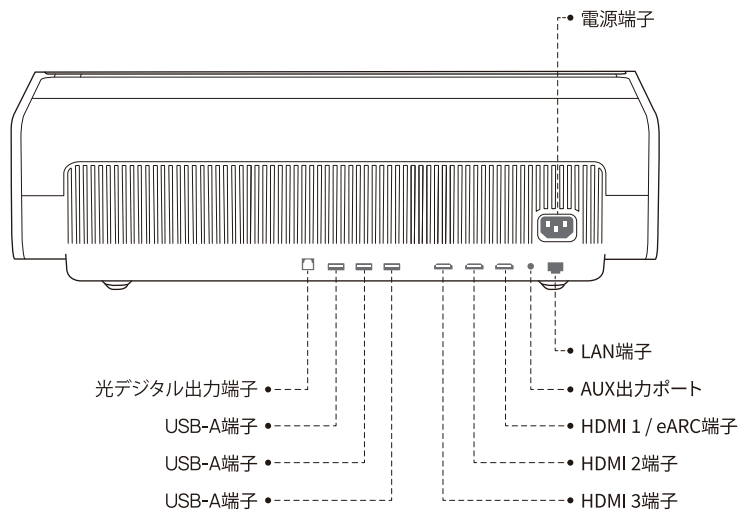 電源端子
LAN端子
光デジタル出力端子
AUX出力ポート
USB-A端子
HDMI 1 / eARC端子
USB-A端子
HDMI 2端子
USB-A端子
HDMI 3端子